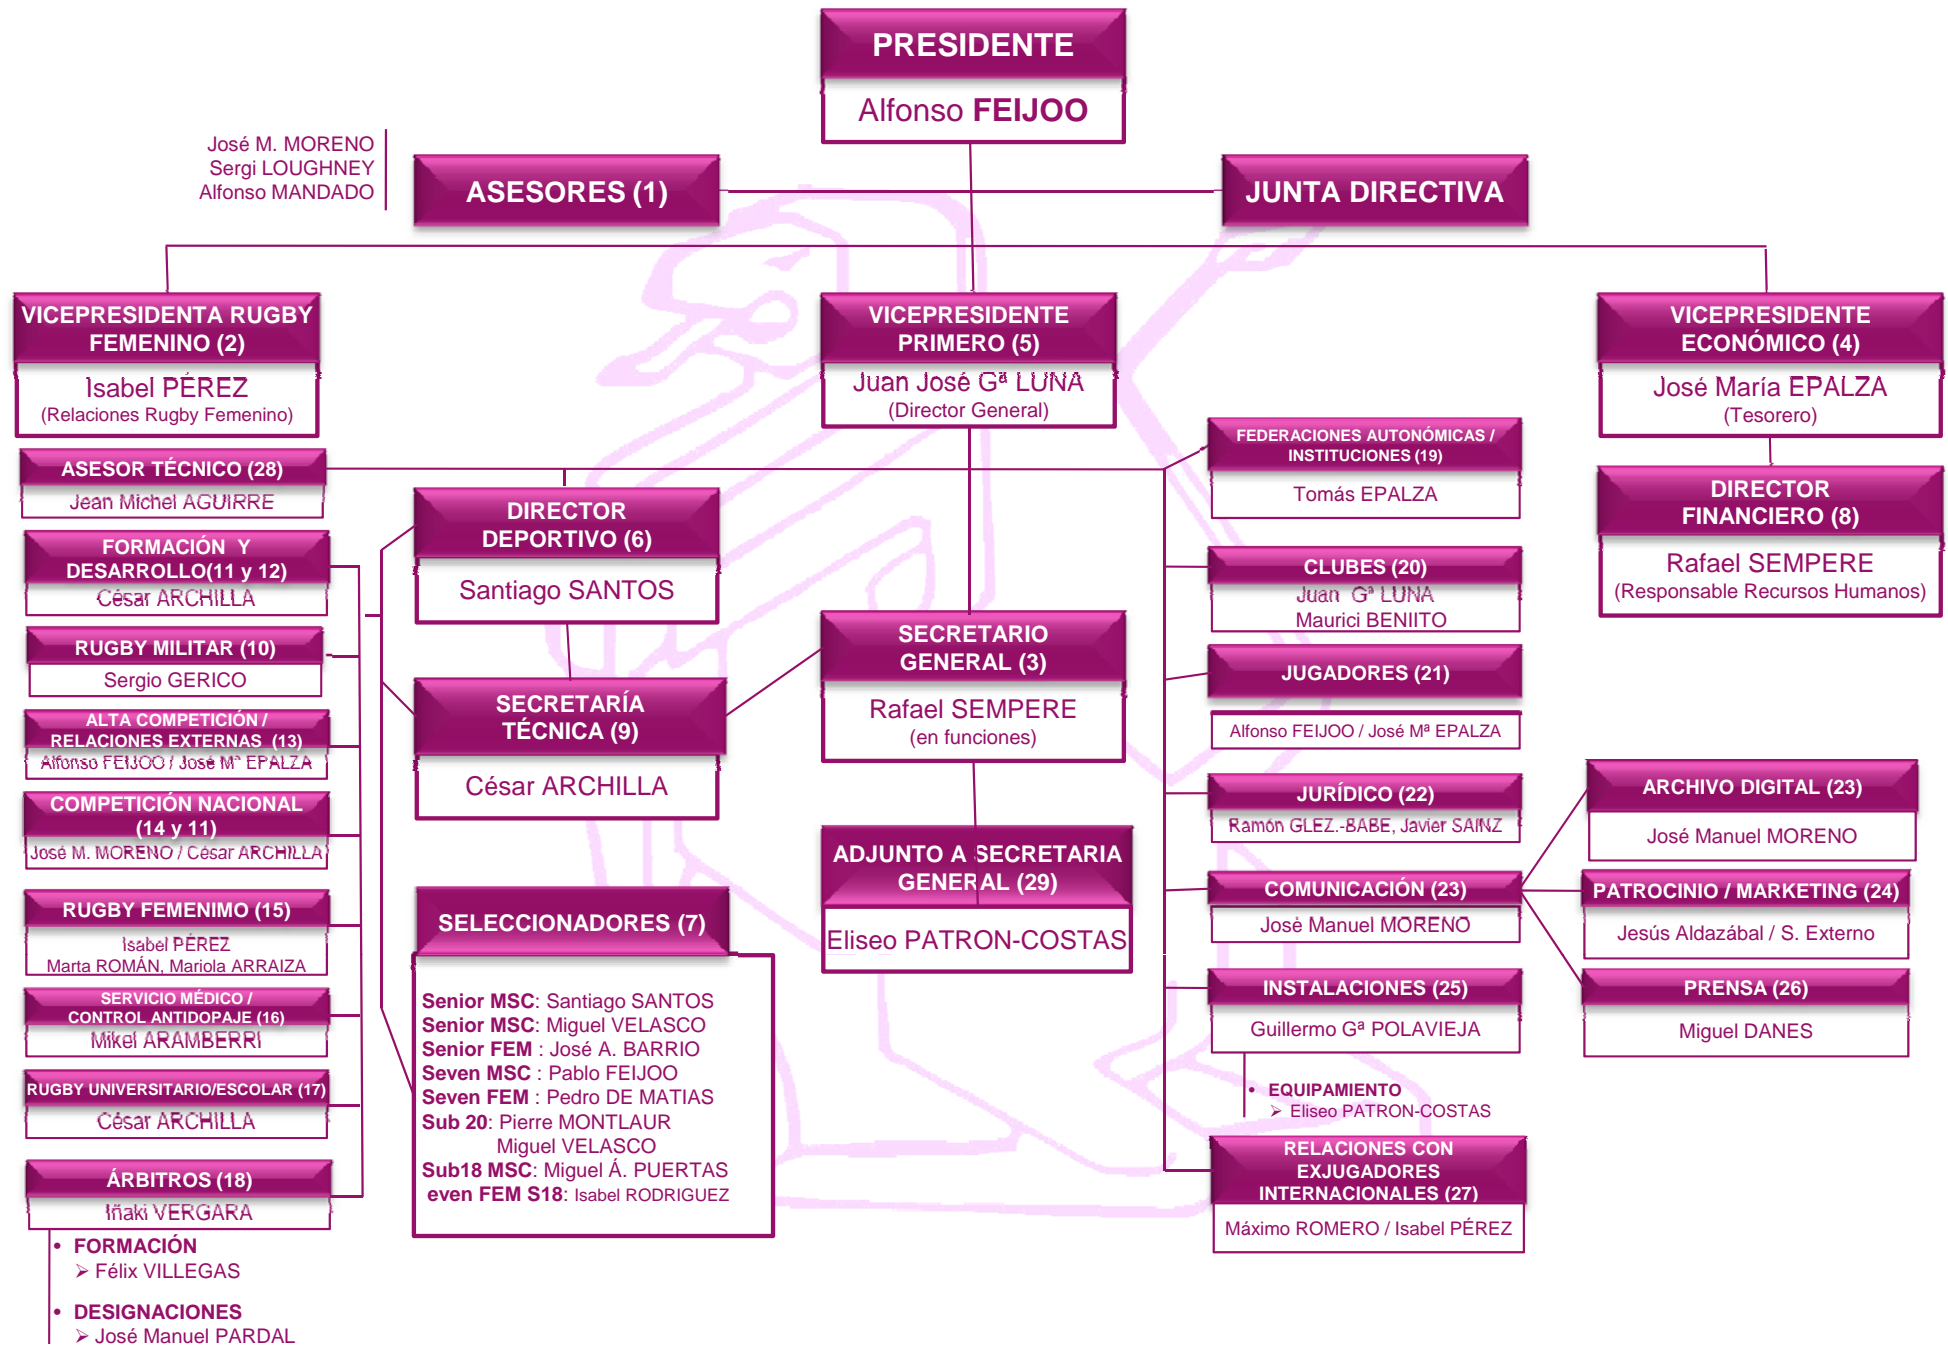 PRESIDENTE
Alfonso FEIJOO
José M. MORENO
Sergi LOUGHNEY
Alfonso MANDADO
ASESORES (1)
JUNTA DIRECTIVA
VICEPRESIDENTA RUGBY
FEMENINO (2)
Isabel PÉREZ
(Relaciones Rugby Femenino)
VICEPRESIDENTE
PRIMERO (5)
Juan José Gª LUNA
(Director General)
VICEPRESIDENTE
ECONÓMICO (4)
José María EPALZA
(Tesorero)
ASESOR TÉCNICO (28)
Jean Michel AGUIRRE
FORMACIÓN Y
DESARROLLO(11 y 12)
César ARCHILLA
RUGBY MILITAR (10)
Sergio GERICO
ALTA COMPETICIÓN /
RELACIONES EXTERNAS (13)
Alfonso FEIJOO / José Mª EPALZA
COMPETICIÓN NACIONAL
(14 y 11)
José M. MORENO / César ARCHILLA
RUGBY FEMENIMO (15)
Isabel PÉREZ
Marta ROMÁN, Mariola ARRAIZA
SERVICIO MÉDICO /
CONTROL ANTIDOPAJE (16)
Mikel ARAMBERRI
RUGBY UNIVERSITARIO/ESCOLAR (17)
César ARCHILLA
ÁRBITROS (18)
Iñaki VERGARA
• FORMACIÓN
➢ Félix VILLEGAS
• DESIGNACIONES
➢ José Manuel PARDAL
DIRECTOR
DEPORTIVO (6)
Santiago SANTOS
SECRETARÍA
TÉCNICA (9)
César ARCHILLA
SELECCIONADORES (7)
Senior MSC: Santiago SANTOS
Senior MSC: Miguel VELASCO
Senior FEM : José A. BARRIO
Seven MSC : Pablo FEIJOO
Seven FEM : Pedro DE MATIAS
Sub 20: Pierre MONTLAUR
Miguel VELASCO
Sub18 MSC: Miguel Á. PUERTAS
even FEM S18: Isabel RODRIGUEZ
SECRETARIO
GENERAL (3)
Rafael SEMPERE
(en funciones)
ADJUNTO A SECRETARIA
GENERAL (29)
Eliseo PATRON-COSTAS
FEDERACIONES AUTONÓMICAS /
INSTITUCIONES (19)
Tomás EPALZA
CLUBES (20)
Juan Gª LUNA
Maurici BENIITO
JUGADORES (21)
Alfonso FEIJOO / José Mª EPALZA
JURÍDICO (22)
Ramón GLEZ.-BABE, Javier SAINZ
COMUNICACIÓN (23)
José Manuel MORENO
INSTALACIONES (25)
Guillermo Gª POLAVIEJA
• EQUIPAMIENTO
➢ Eliseo PATRON-COSTAS
RELACIONES CON
EXJUGADORES
INTERNACIONALES (27)
Máximo ROMERO / Isabel PÉREZ
DIRECTOR
FINANCIERO (8)
Rafael SEMPERE
(Responsable Recursos Humanos)
ARCHIVO DIGITAL (23)
José Manuel MORENO
PATROCINIO / MARKETING (24)
Jesús Aldazábal / S. Externo
PRENSA (26)
Miguel DANES